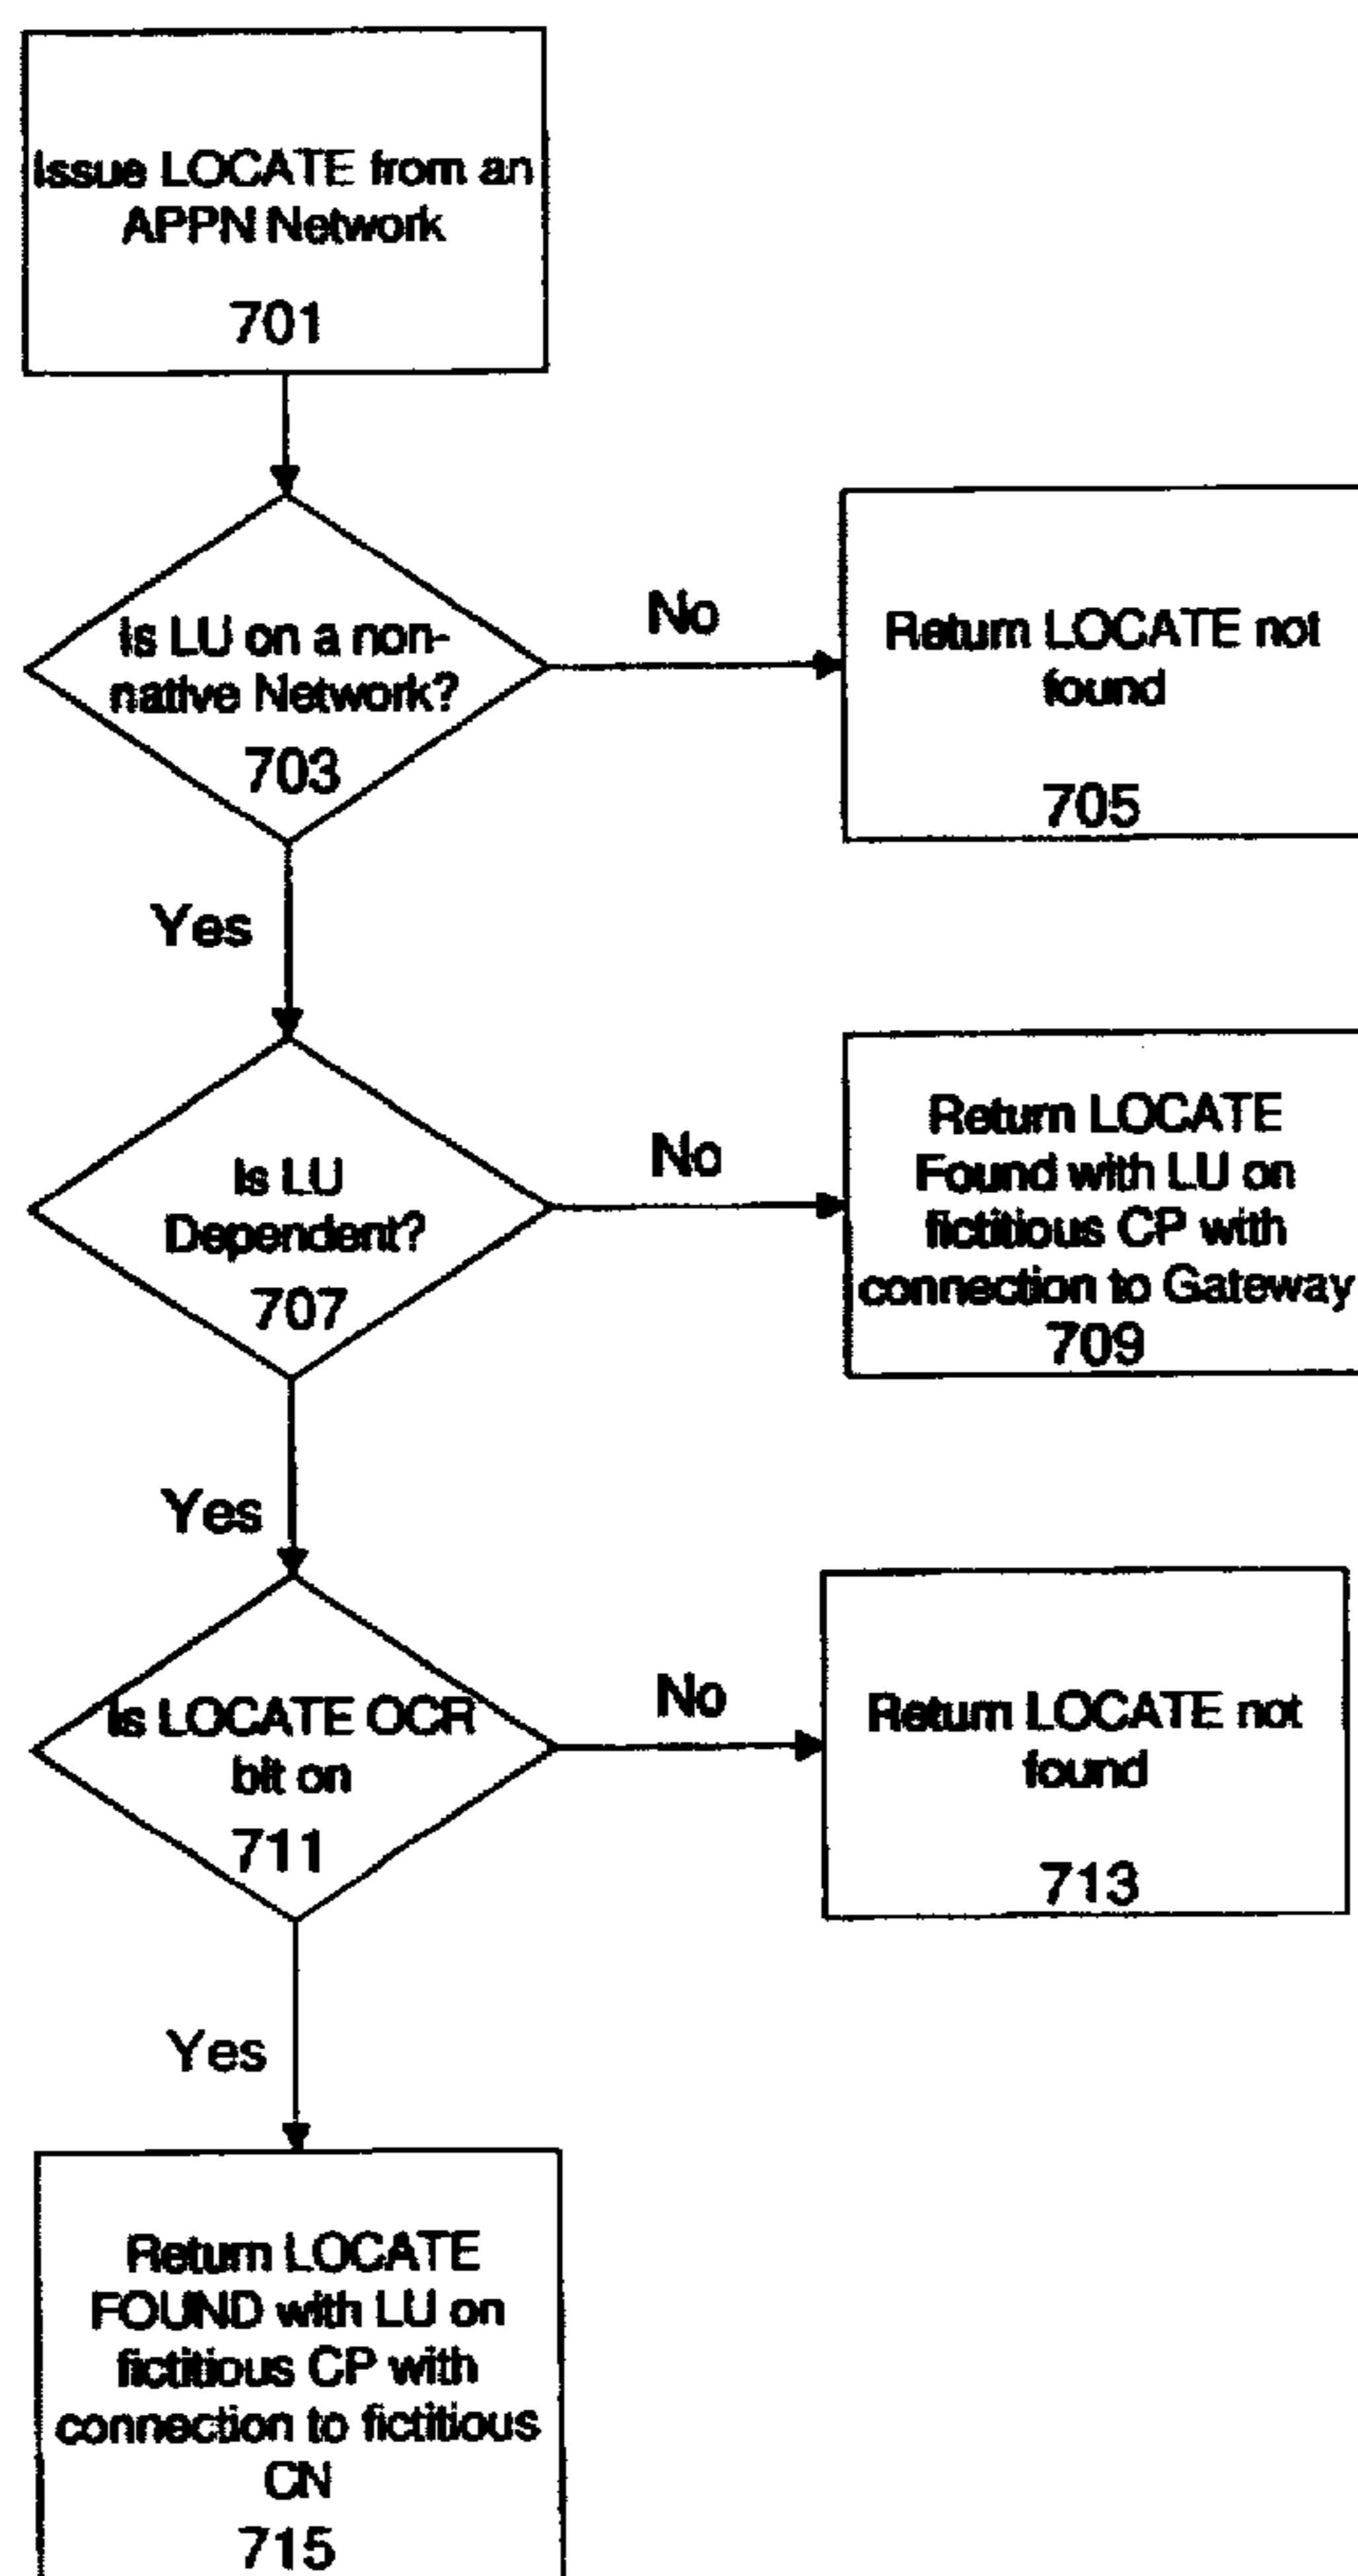 Issue LOCATE from an
APPN Network
701
Is LU on a non-
native Network?
703
No
Return LOCATE not
found
705
Yes
Is LU
Dependent?
707
No
Return LOCATE
Found with LU on
fictitious CP with
connection to Gateway
709
Yes
Is LOCATE OCR
bit on
711
No
Return LOCATE not
found
713
Yes
Return LOCATE
FOUND with LU on
fictitious CP with
connection to fictitious
CN
715